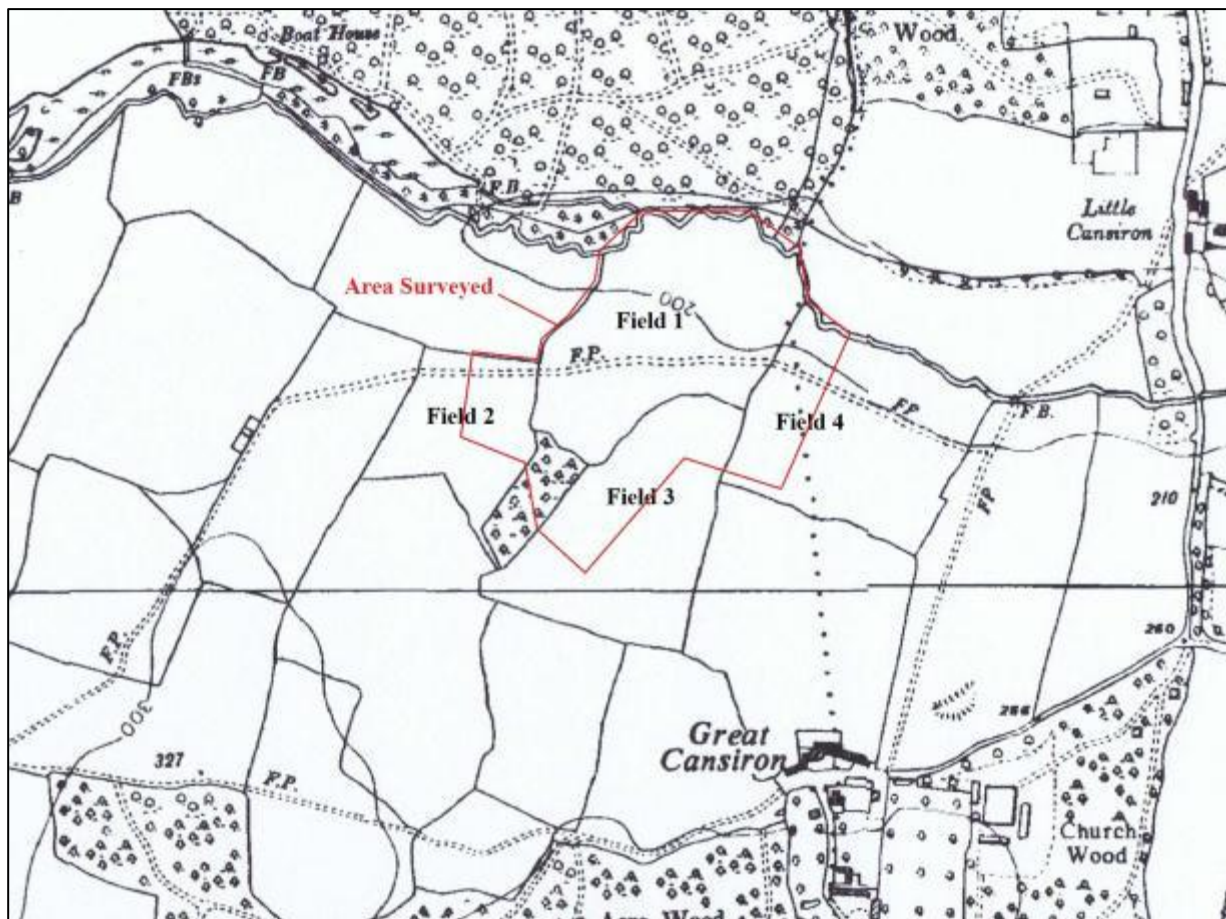 Boat House
Wood
FBs
FB
F.B
B
Little
Cansiron
Area Surveyed
200
Field 1
F.P.
Field 2
Field 4
F.P
F.B.
Field 3
F.P
210
F.P.
260
300
266
Great
Cansiron
327
F.P.
Church
Wood
Wood